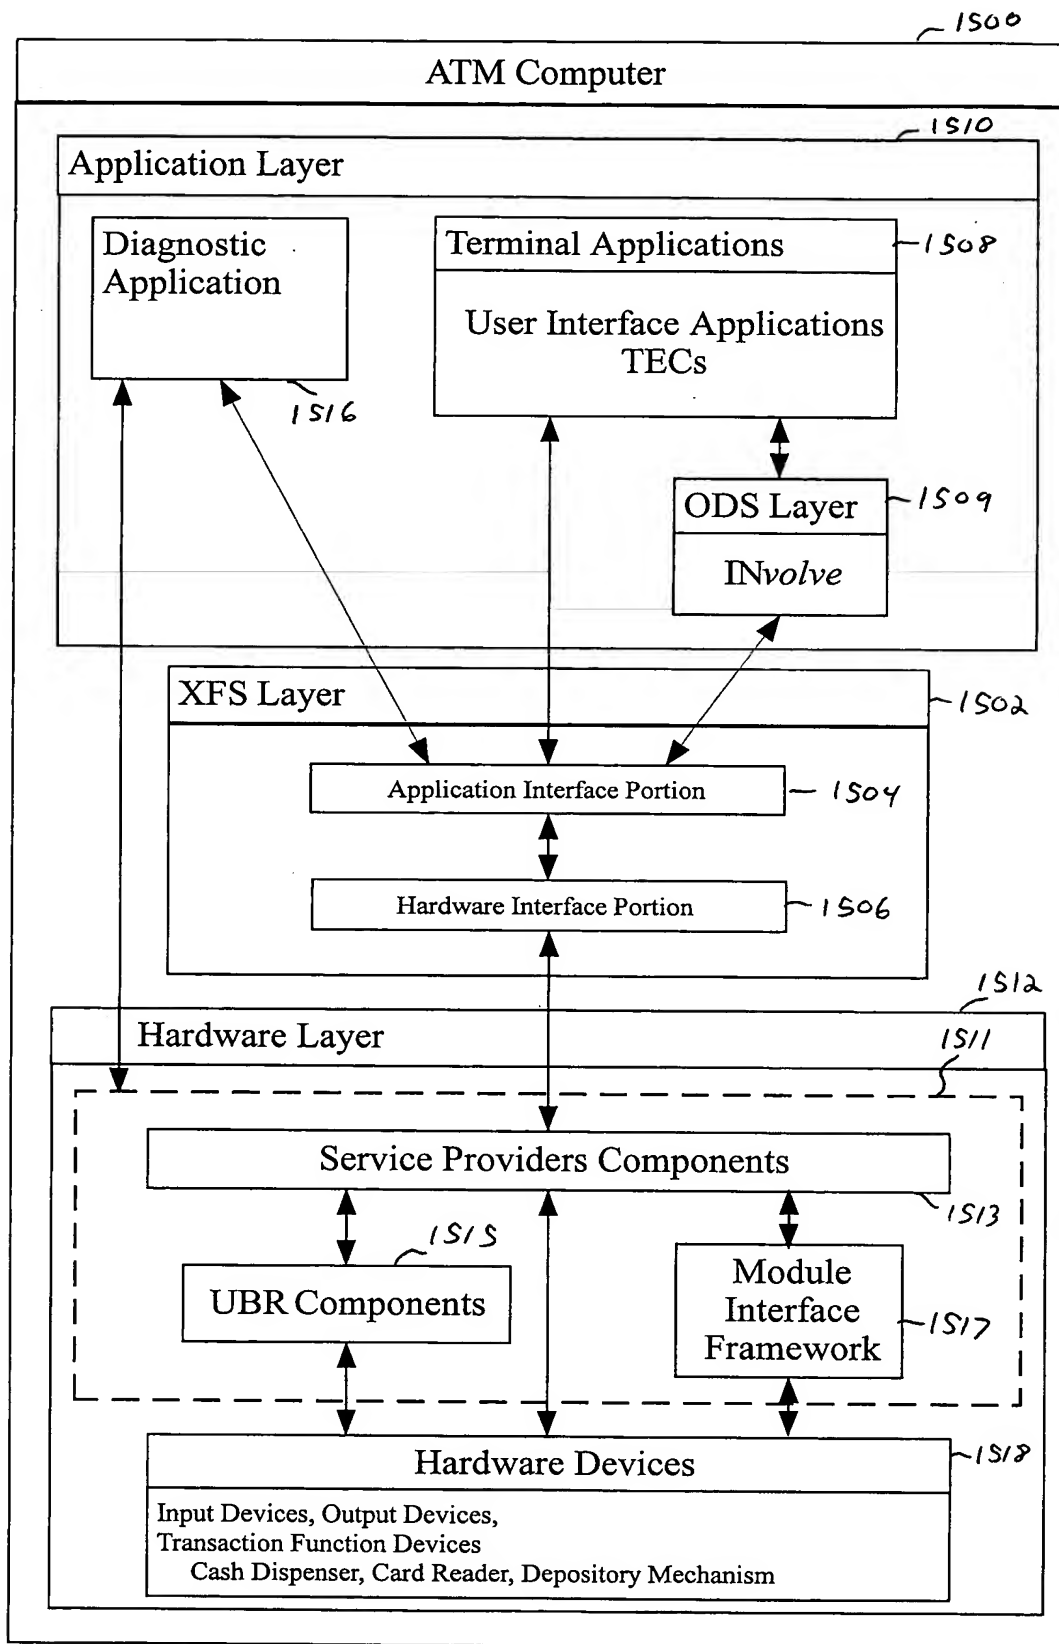 1500
ATM Computer
1510
Application Layer
Diagnostic
Application
1516
Terminal Applications
1508
User Interface Applications
TECs
ODS Layer
1509
INvolve
XFS Layer
1502
Application Interface Portion
1504
Hardware Interface Portion
1506
1512
Hardware Layer
1511
Service Providers Components
1513
1515
UBR Components
Module
Interface
Framework
1517
Hardware Devices
1518
Input Devices, Output Devices,
Transaction Function Devices
Cash Dispenser, Card Reader, Depository Mechanism